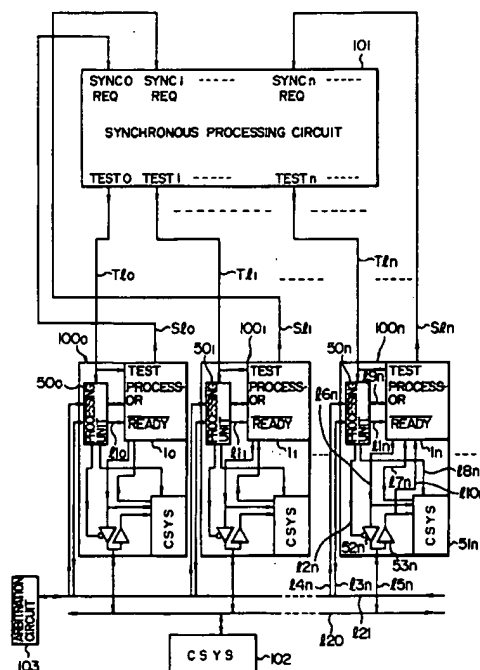 101
SYNC0 SYNC1 ----- SYNCn -----
REQ REQ REQ
SYNCHRONOUS PROCESSING CIRCUIT
TEST0 TEST1 ----- TESTn -----
Tl0 Tl1 Tln
Sl0 Sl1 Sln
100₀ 100₁ 100n
50₀ 50₁ 50n
TEST PROCESSOR READY
TEST PROCESSOR READY
TEST PROCESSOR READY
PROCESSING UNIT
PROCESSING UNIT
PROCESSING UNIT
l6n l9n
l1₀ l1₁ l1n
1₀ 1₁ 1n
l7n l8n
l10n
CSYS CSYS CSYS
51n
l2n 52n 53n
l4n l3n l5n
ARBITRATION CIRCUIT
103
l21
l20
CSYS
102